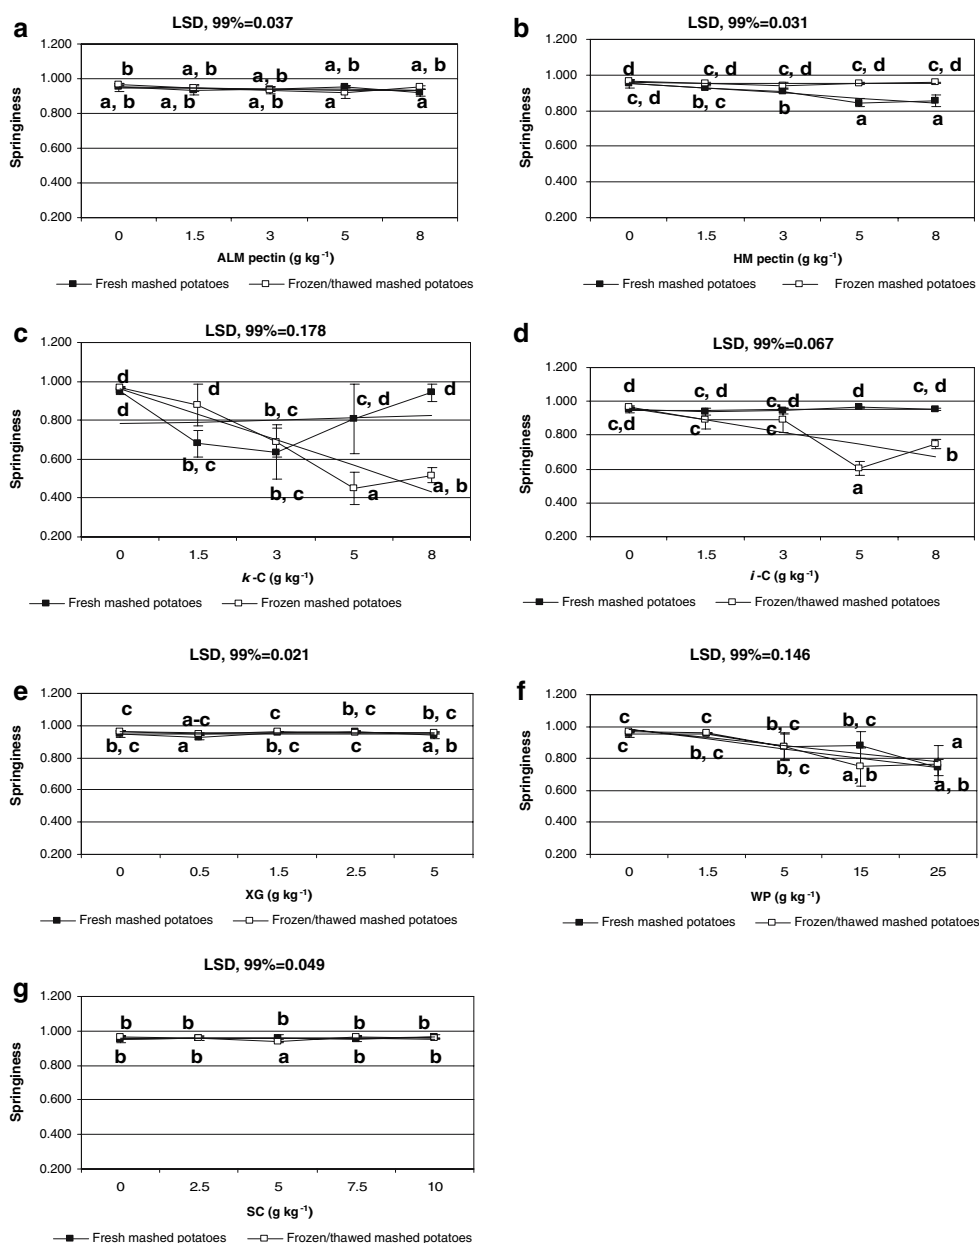 a
LSD, 99%=0.037
1.200
1.000
0.800
0.600
0.400
0.200
Springiness
b
a, b
a, b
a, b
a, b
a, b
a, b
a, b
a
a
0
1.5
3
5
8
ALM pectin (g kg-1)
Fresh mashed potatoes
Frozen/thawed mashed potatoes
b
LSD, 99%=0.031
1.200
1.000
0.800
0.600
0.400
0.200
Springiness
d
c, d
c, d
c, d
c, d
c, d
b, c
b
a
a
0
1.5
3
5
8
HM pectin (g kg-1)
Fresh mashed potatoes
Frozen mashed potatoes
c
LSD, 99%=0.178
1.200
1.000
0.800
0.600
0.400
0.200
Springiness
d
d
b, c
c, d
d
d
b, c
b, c
a
a, b
0
1.5
3
5
8
k-C (g kg-1)
Fresh mashed potatoes
Frozen mashed potatoes
d
LSD, 99%=0.067
1.200
1.000
0.800
0.600
0.400
0.200
Springiness
d
c, d
c, d
d
c, d
c,d
c
c
a
b
0
1.5
3
5
8
i-C (g kg-1)
Fresh mashed potatoes
Frozen/thawed mashed potatoes
e
LSD, 99%=0.021
1.200
1.000
0.800
0.600
0.400
0.200
Springiness
c
a-c
c
b, c
b, c
b, c
a
b, c
c
a, b
0
0.5
1.5
2.5
5
XG (g kg-1)
Fresh mashed potatoes
Frozen/thawed mashed potatoes
f
LSD, 99%=0.146
1.200
1.000
0.800
0.600
0.400
0.200
Springiness
c
c
b, c
b, c
a
c
b, c
b, c
a, b
a, b
0
1.5
5
15
25
WP (g kg-1)
Fresh mashed potatoes
Frozen/thawed mashed potatoes
g
LSD, 99%=0.049
1.200
1.000
0.800
0.600
0.400
0.200
Springiness
b
b
b
b
b
b
b
a
b
b
0
2.5
5
7.5
10
SC (g kg-1)
Fresh mashed potatoes
Frozen/thawed mashed potatoes